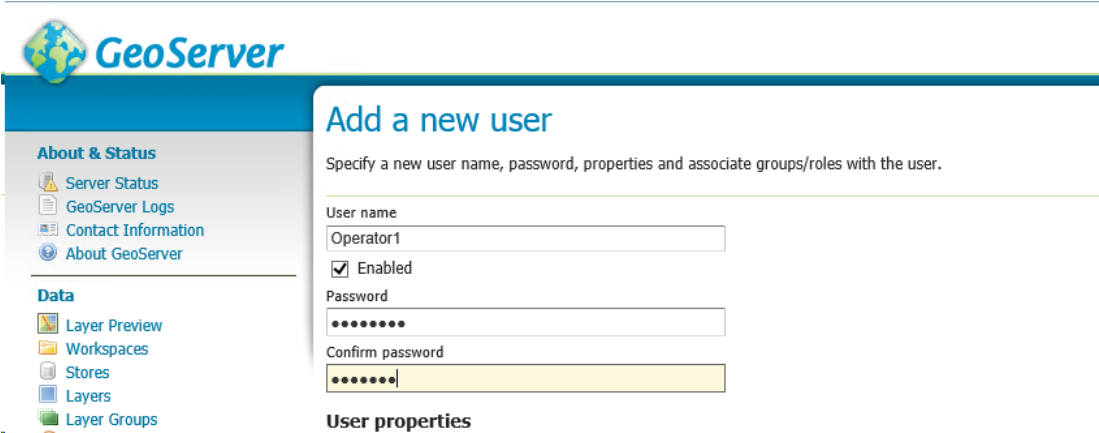 GeoServer
Add a new user
Specify a new user name, password, properties and associate groups/roles with the user.
About & Status
Server Status
GeoServer Logs
Contact Information
About GeoServer
Data
Layer Preview
Workspaces
Stores
Layers
Layer Groups
User name
Operator1
Enabled
Password
••••••••
Confirm password
•••••••
User properties